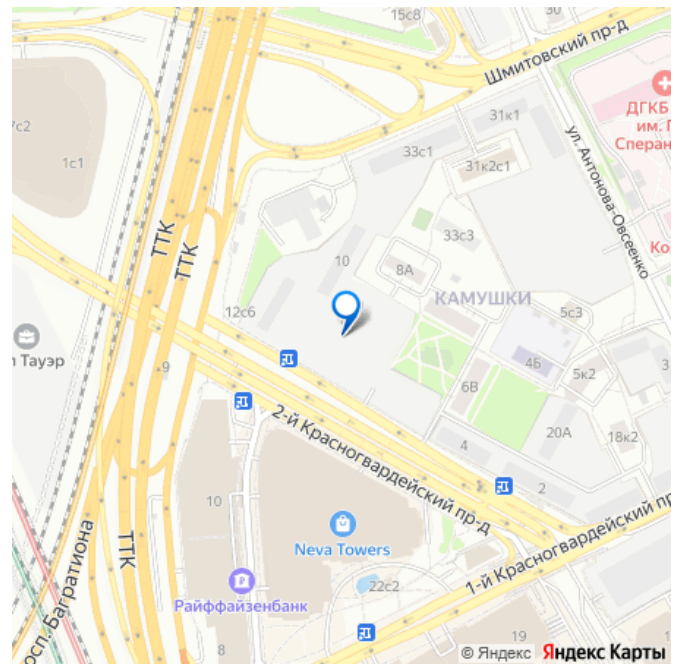 15с8
Шмитовский пр-д
7с2
1с1
31к1
ДГКБ
им. Г
Сперан
33с1
31к2с1
ул. Антонова-Овсеенко
ТТК
ТТК
33с3
10
8А
Ко
КАМУШКИ
12с6
5с3
п Тауэр
9
4Б
5к2
3
6В
2-й Красногвардейский пр-д
20А
18к2
4
2
10
Neva Towers
1-й Красногвардейский пр
ТТК
росп. Багратиона
Райффайзенбанк
22с2
8
19
© Яндекс Яндекс Карты